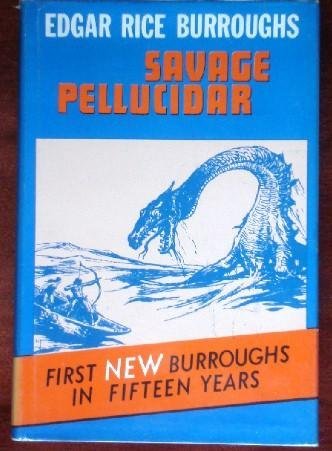 EDGAR RICE BURROUGHS
SAVAGE
PELLUCIDAR
FIRST NEW BURROUGHS
IN FIFTEEN YEARS